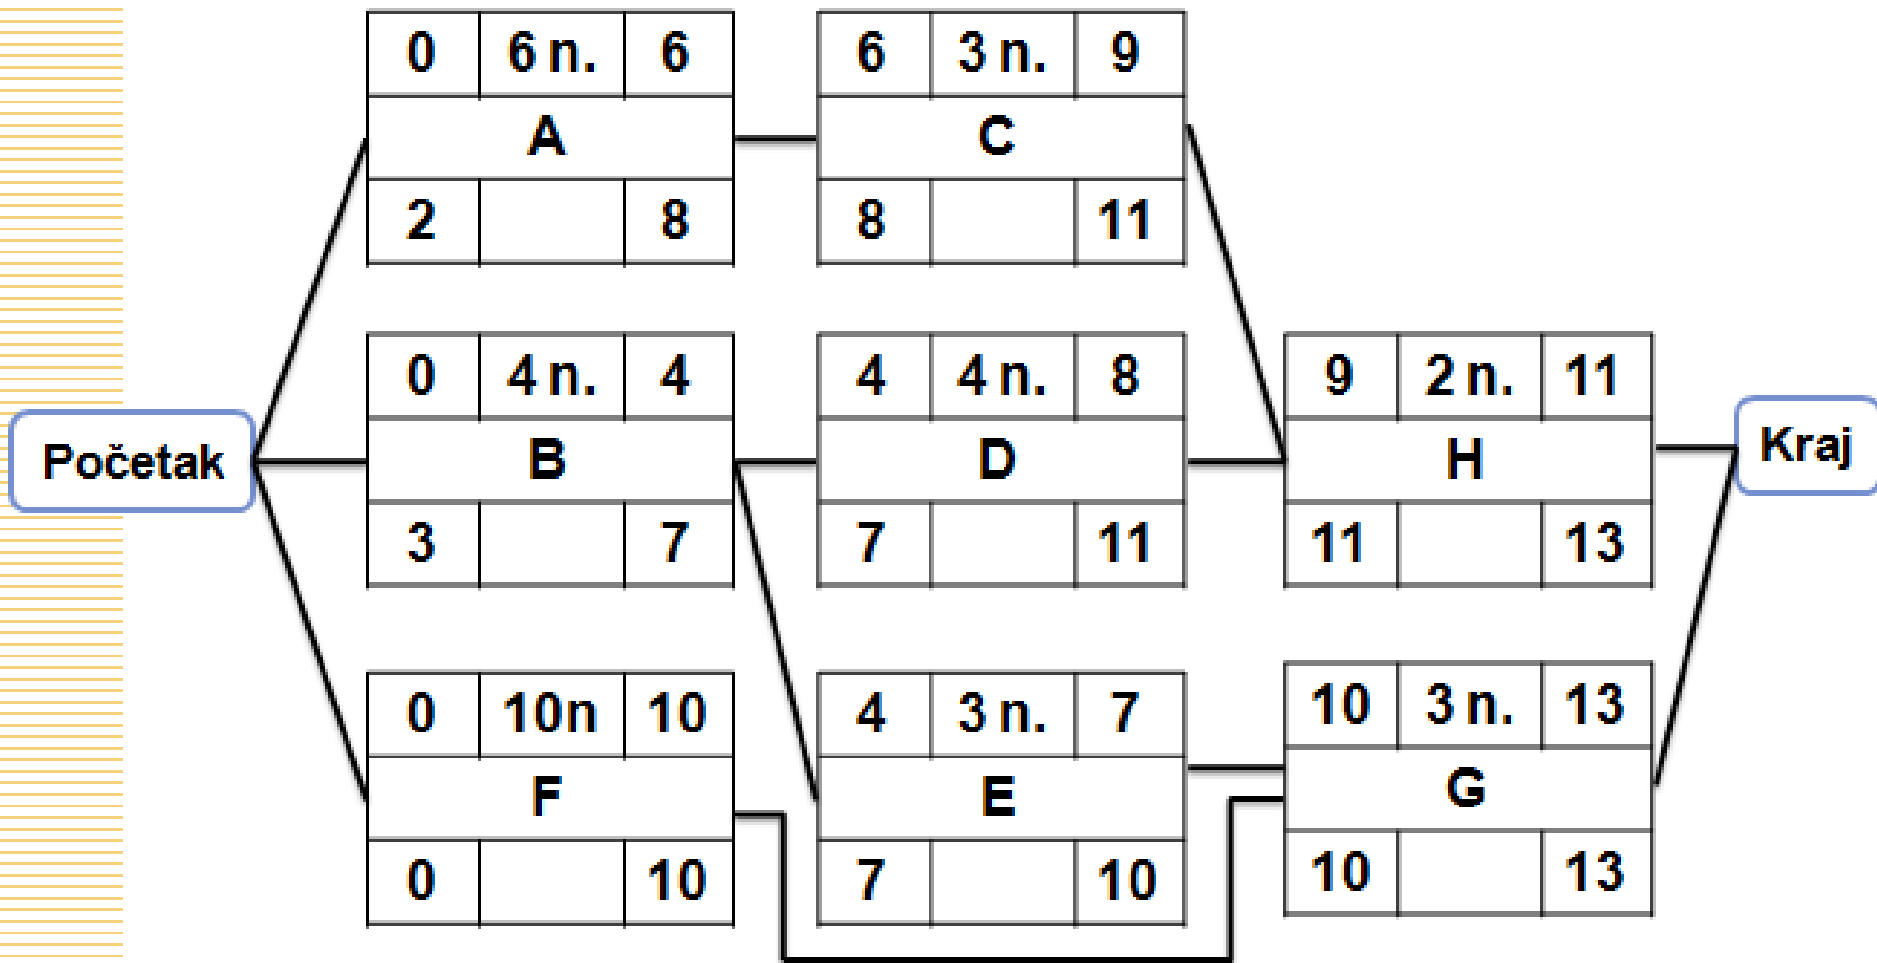 0 6 n. 6
A
2 8
6 3 n. 9
C
8 11
Početak
0 4 n. 4
B
3 7
4 4 n. 8
D
7 11
9 2 n. 11
H
11 13
Kraj
0 10n 10
F
0 10
4 3 n. 7
E
7 10
10 3 n. 13
G
10 13